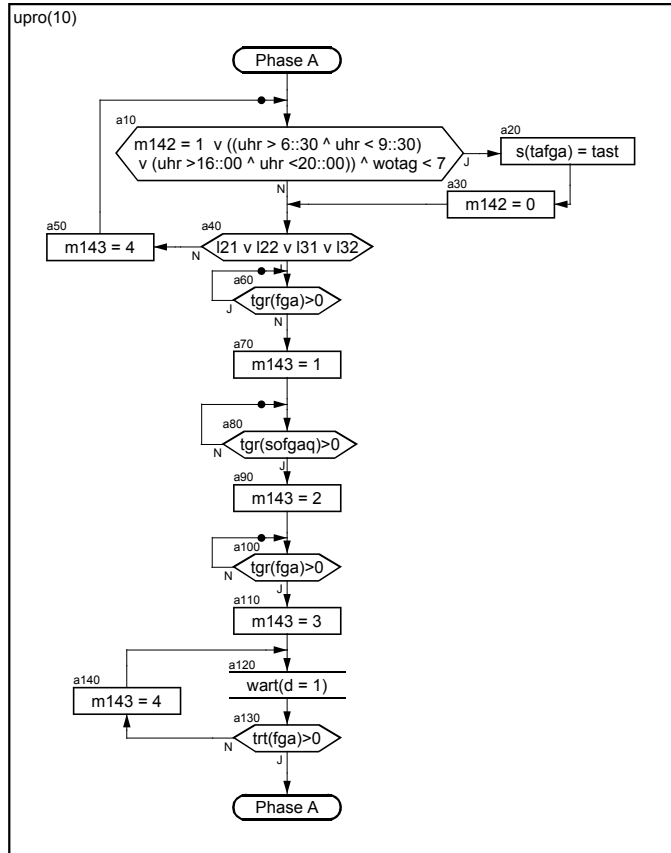 upro(10)
Phase A
a10
m142 = 1 v ((uhr > 6::30 ^ uhr < 9::30)
v (uhr >16::00 ^ uhr <20::00)) ^ wotag < 7
J
N
a20
s(tafga) = tast
a30
m142 = 0
a50
m143 = 4
a40
l21 v l22 v l31 v l32
N
J
a60
tgr(fga)>0
J
N
a70
m143 = 1
a80
tgr(sofgaq)>0
N
J
a90
m143 = 2
a100
tgr(fga)>0
N
J
a110
m143 = 3
a120
wart(d = 1)
a140
m143 = 4
a130
trt(fga)>0
N
J
Phase A